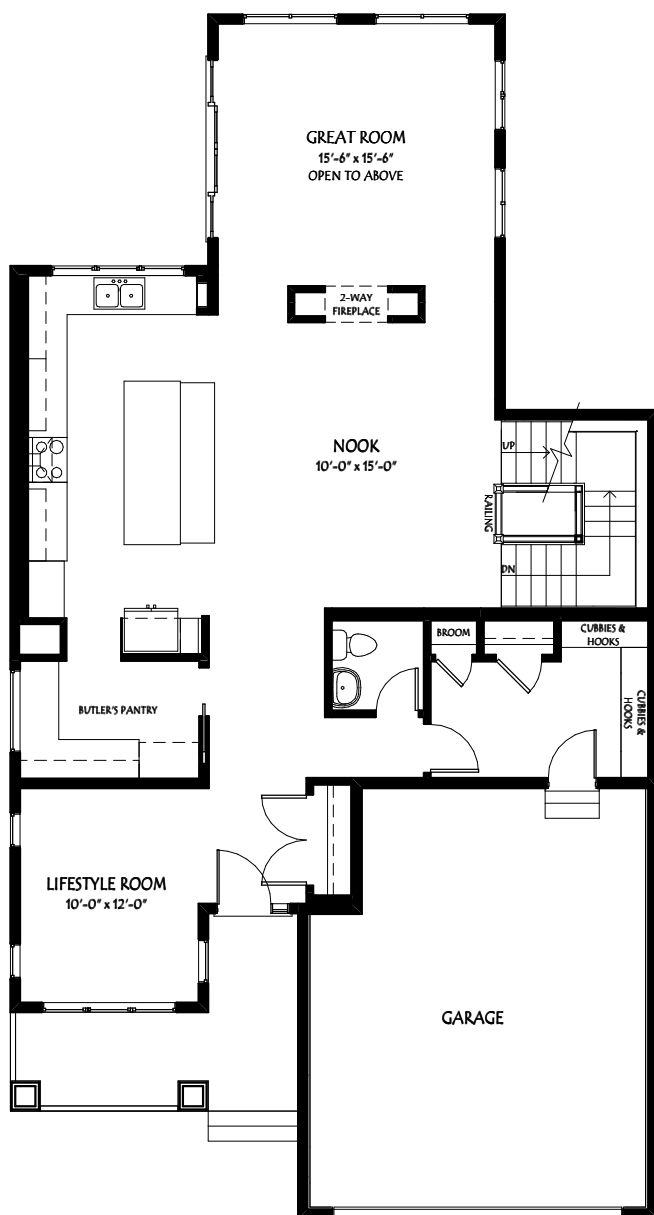 GREAT ROOM
15'-6" x 15'-6"
OPEN TO ABOVE
2-WAY
FIREPLACE
NOOK
10'-0" x 15'-0"
UP
RAILING
DN
BROOM
CUBBIES &
HOOKS
CUBBIES &
HOOKS
BUTLER'S PANTRY
LIFESTYLE ROOM
10'-0" x 12'-0"
GARAGE